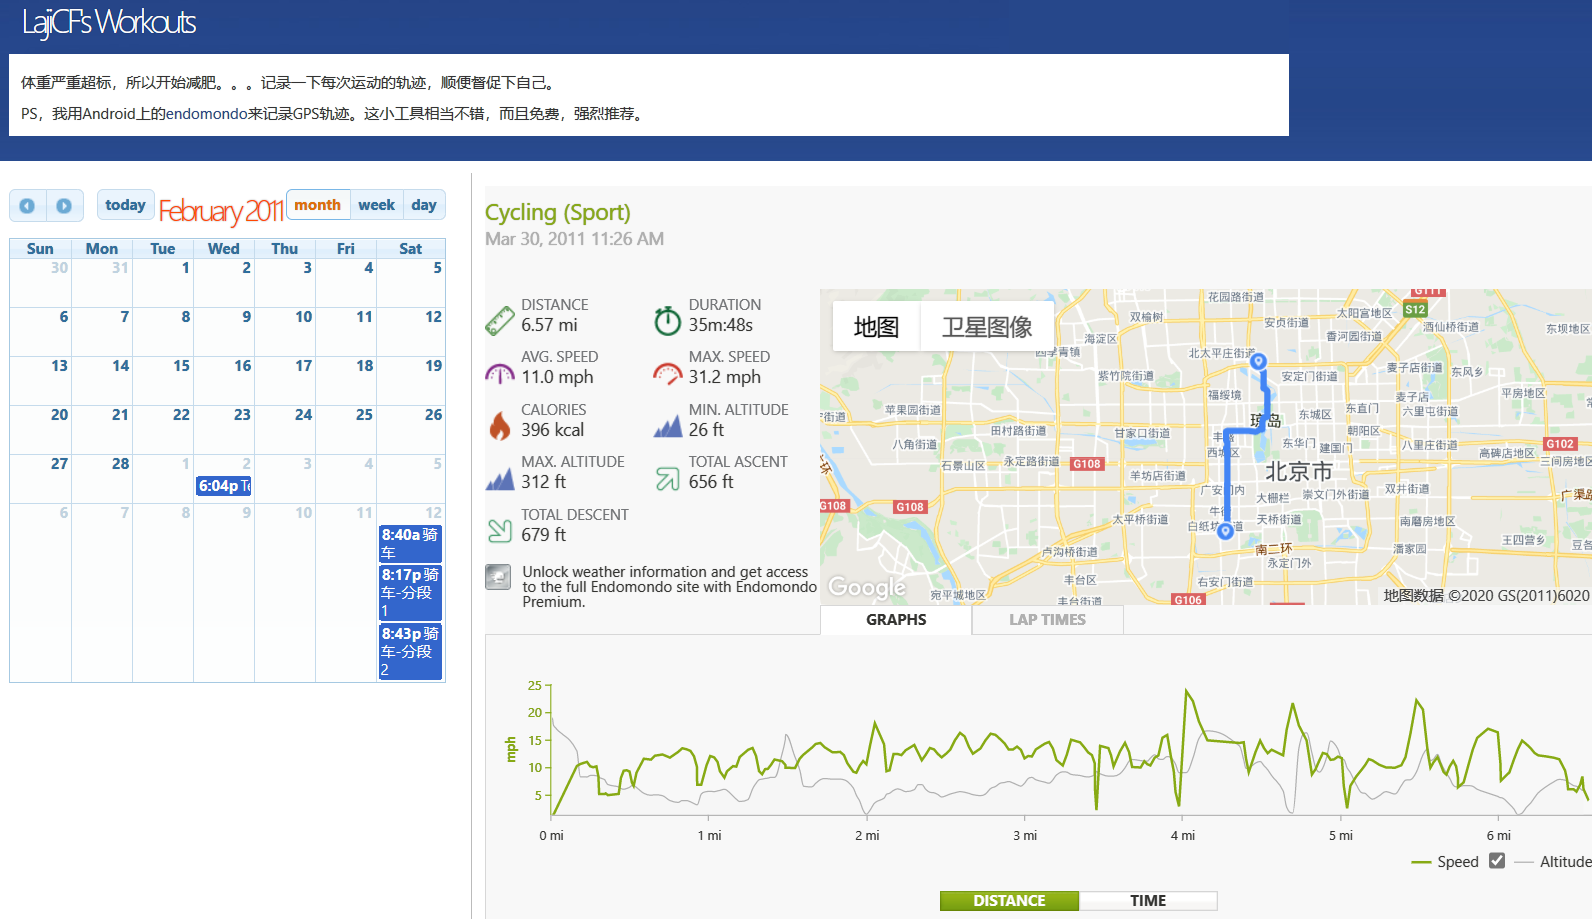 LajiCF's Workouts
体重严重超标，所以开始减肥。。。记录一下每次运动的轨迹，顺便督促下自己。
PS，我用Android上的endomondo来记录GPS轨迹。这小工具相当不错，而且免费，强烈推荐。
today February 2011 month week day
Sun Mon Tue Wed Thu Fri Sat
30 31 1 2 3 4 5
6 7 8 9 10 11 12
13 14 15 16 17 18 19
20 21 22 23 24 25 26
27 28 1 2 3 4 5
6:04p
6 7 8 9 10 11 12
8:40a 骑
车
8:17p 骑
车-分段
1
8:43p 骑
车-分段
2
Cycling (Sport)
Mar 30, 2011 11:26 AM
DISTANCE
6.57 mi
DURATION
35m:48s
AVG. SPEED
11.0 mph
MAX. SPEED
31.2 mph
CALORIES
396 kcal
MIN. ALTITUDE
26 ft
MAX. ALTITUDE
312 ft
TOTAL ASCENT
656 ft
TOTAL DESCENT
679 ft
Unlock weather information and get access
to the full Endomondo site with Endomondo
Premium.
地图 卫星图像
花园路街道
G111
S12
太阳宫地区
双榆树
安贞街道
酒仙桥街道
东坝地区
海淀区
香河园街道
四季青镇
北太平庄街道
紫竹院街道
安定门街道
麦子店街道
东风乡
福绥境
麦子店
平房地区
苹果园街道
东城区
东直门
六里屯街道
琼岛
田村路街道
甘家口街道
朝阳区
八角街道
东华门
建国门
八里庄街道
G102
西城区
高碑店地区
三间房地区
石景山区
永定路街道
G108
北京市
羊坊店街道
广安门内
大栅栏
崇文门外街道
双井街道
G108
G108
太平桥街道
牛街
天桥街道
南磨房地区
白纸坊街道
王四营乡
卢沟桥街道
南二环
潘家园
永定门外
丰台区
右安门街道
宛平城地区
丰台街道
G106
Google
地图数据 ©2020 GS(2011)6020
GRAPHS LAP TIMES
25
20
15
10
5
mph
0 mi 1 mi 2 mi 3 mi 4 mi 5 mi 6 mi
Speed Altitude
DISTANCE TIME